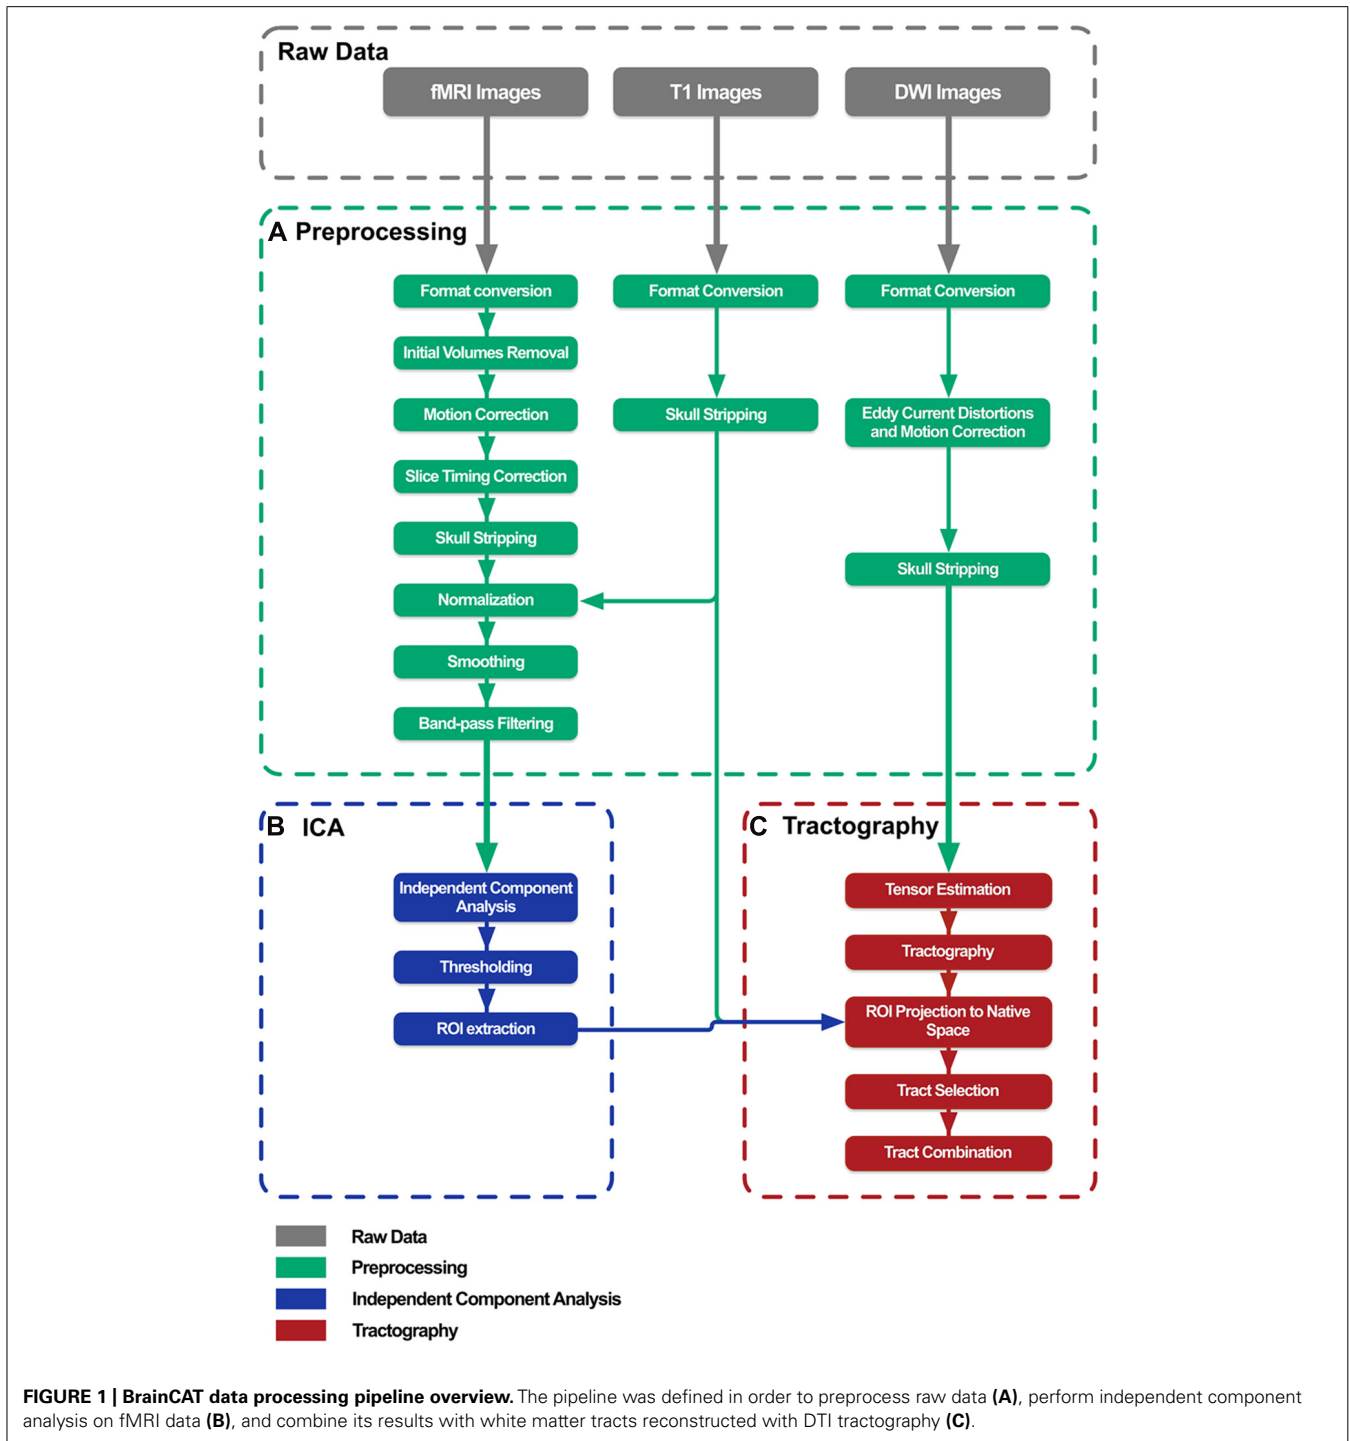 Raw Data
fMRI Images
T1 Images
DWI Images
A Preprocessing
Format conversion
Initial Volumes Removal
Motion Correction
Slice Timing Correction
Skull Stripping
Normalization
Smoothing
Band-pass Filtering
Format Conversion
Skull Stripping
Format Conversion
Eddy Current Distortions
and Motion Correction
Skull Stripping
B ICA
Independent Component
Analysis
Thresholding
ROI extraction
C Tractography
Tensor Estimation
Tractography
ROI Projection to Native
Space
Tract Selection
Tract Combination
Raw Data
Preprocessing
Independent Component Analysis
Tractography
FIGURE 1 | BrainCAT data processing pipeline overview. The pipeline was defined in order to preprocess raw data (A), perform independent component
analysis on fMRI data (B), and combine its results with white matter tracts reconstructed with DTI tractography (C).